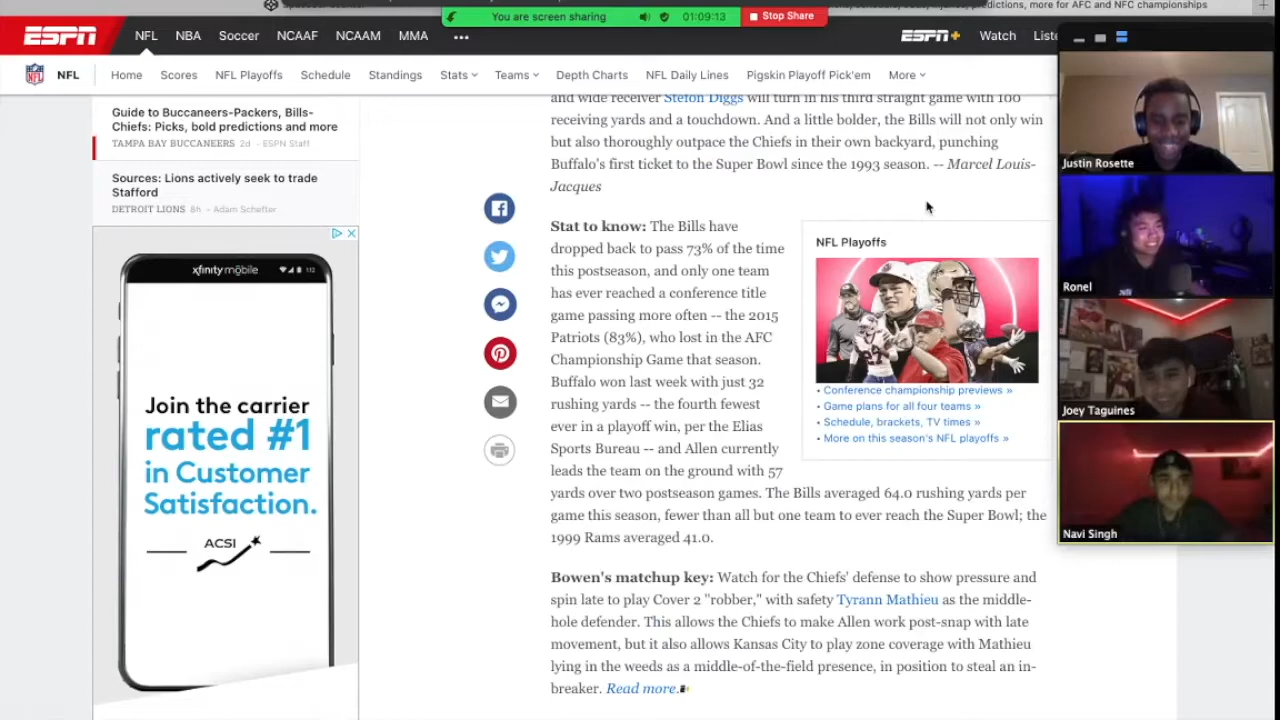 predictions, more for AFC and NFC championships
You are screen sharing
01:09:13
Stop Share
ESPN
NFL
NBA
Soccer
NCAAF
NCAAM
MMA
•••
ESPN+
Watch
Liste
NFL
NFL
Home
Scores
NFL Playoffs
Schedule
Standings
Stats
Teams
Depth Charts
NFL Daily Lines
Pigskin Playoff Pick'em
More
Guide to Buccaneers-Packers, Bills-
Chiefs: Picks, bold predictions and more
TAMPA BAY BUCCANEERS 2d - ESPN Staff
Sources: Lions actively seek to trade
Stafford
DETROIT LIONS 8h - Adam Schefter
xfinity mobile
1:12
Join the carrier
rated #1
in Customer
Satisfaction.
ACSI
and wide receiver Stefon Diggs will turn in his third straight game with 100
receiving yards and a touchdown. And a little bolder, the Bills will not only win
but also thoroughly outpace the Chiefs in their own backyard, punching
Buffalo's first ticket to the Super Bowl since the 1993 season. -- Marcel Louis-
Jacques
Stat to know: The Bills have
dropped back to pass 73% of the time
this postseason, and only one team
has ever reached a conference title
game passing more often -- the 2015
Patriots (83%), who lost in the AFC
Championship Game that season.
Buffalo won last week with just 32
rushing yards -- the fourth fewest
ever in a playoff win, per the Elias
Sports Bureau -- and Allen currently
leads the team on the ground with 57
yards over two postseason games. The Bills averaged 64.0 rushing yards per
game this season, fewer than all but one team to ever reach the Super Bowl; the
1999 Rams averaged 41.0.
NFL Playoffs
• Conference championship previews »
• Game plans for all four teams »
• Schedule, brackets, TV times »
• More on this season's NFL playoffs »
Bowen's matchup key: Watch for the Chiefs' defense to show pressure and
spin late to play Cover 2 "robber," with safety Tyrann Mathieu as the middle-
hole defender. This allows the Chiefs to make Allen work post-snap with late
movement, but it also allows Kansas City to play zone coverage with Mathieu
lying in the weeds as a middle-of-the-field presence, in position to steal an in-
breaker. Read more.
Justin Rosette
Ronel
Joey Taguines
Navi Singh